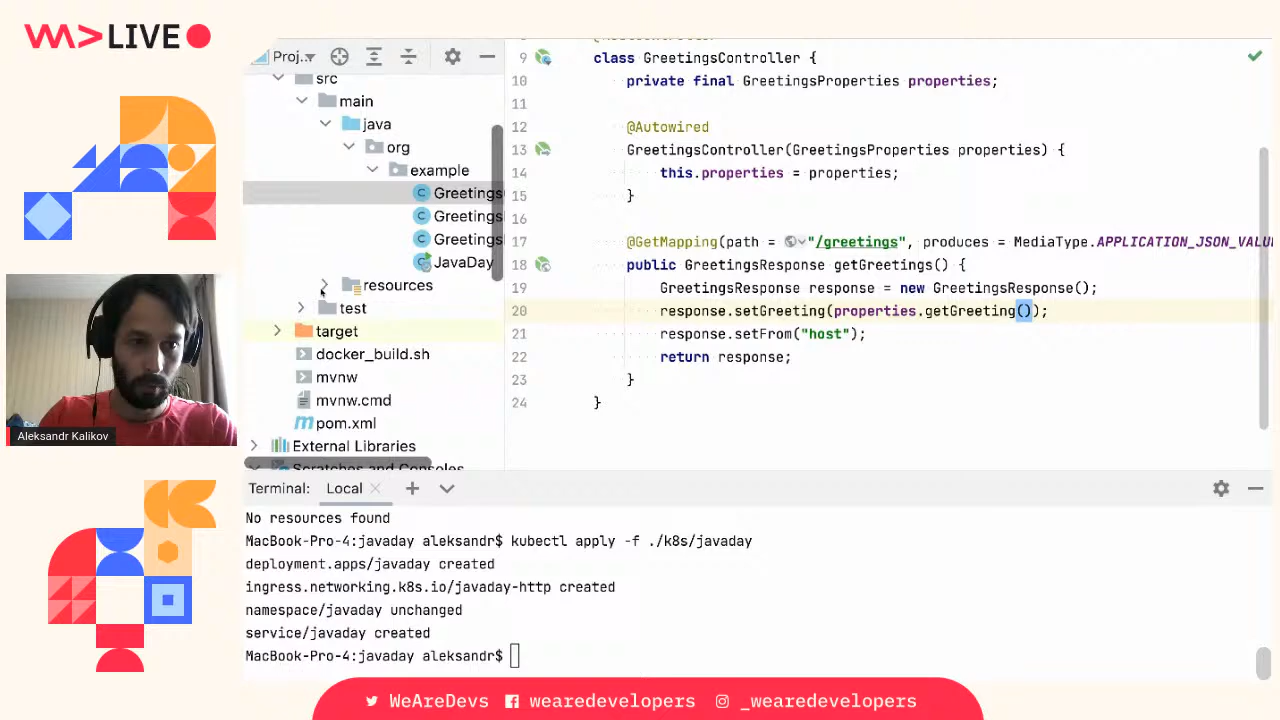 WA>LIVE
Proj..
src
main
java
org
example
Greetings
Greetings
Greetings
JavaDay
resources
test
target
docker_build.sh
mvnw
mvnw.cmd
pom.xml
External Libraries
Scratches and Consoles
9 class GreetingsController {
10 private final GreetingsProperties properties;
11
12 @Autowired
13 GreetingsController(GreetingsProperties properties) {
14 this.properties = properties;
15 }
16
17 @GetMapping(path = "/greetings", produces = MediaType.APPLICATION_JSON_VALU
18 public GreetingsResponse getGreetings() {
19 GreetingsResponse response = new GreetingsResponse();
20 response.setGreeting(properties.getGreeting());
21 response.setFrom("host");
22 return response;
23 }
24 }
Aleksandr Kalikov
Terminal: Local
No resources found
MacBook-Pro-4:javaday aleksandr$ kubectl apply -f ./k8s/javaday
deployment.apps/javaday created
ingress.networking.k8s.io/javaday-http created
namespace/javaday unchanged
service/javaday created
MacBook-Pro-4:javaday aleksandr$
WeAreDevs wearedevelopers _wearedevelopers